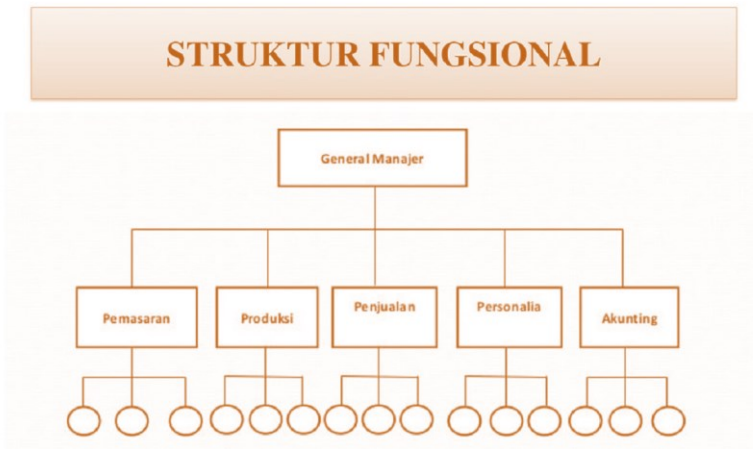 STRUKTUR FUNGSIONAL
General Manajer
Pemasaran
Produksi
Penjualan
Personalia
Akunting